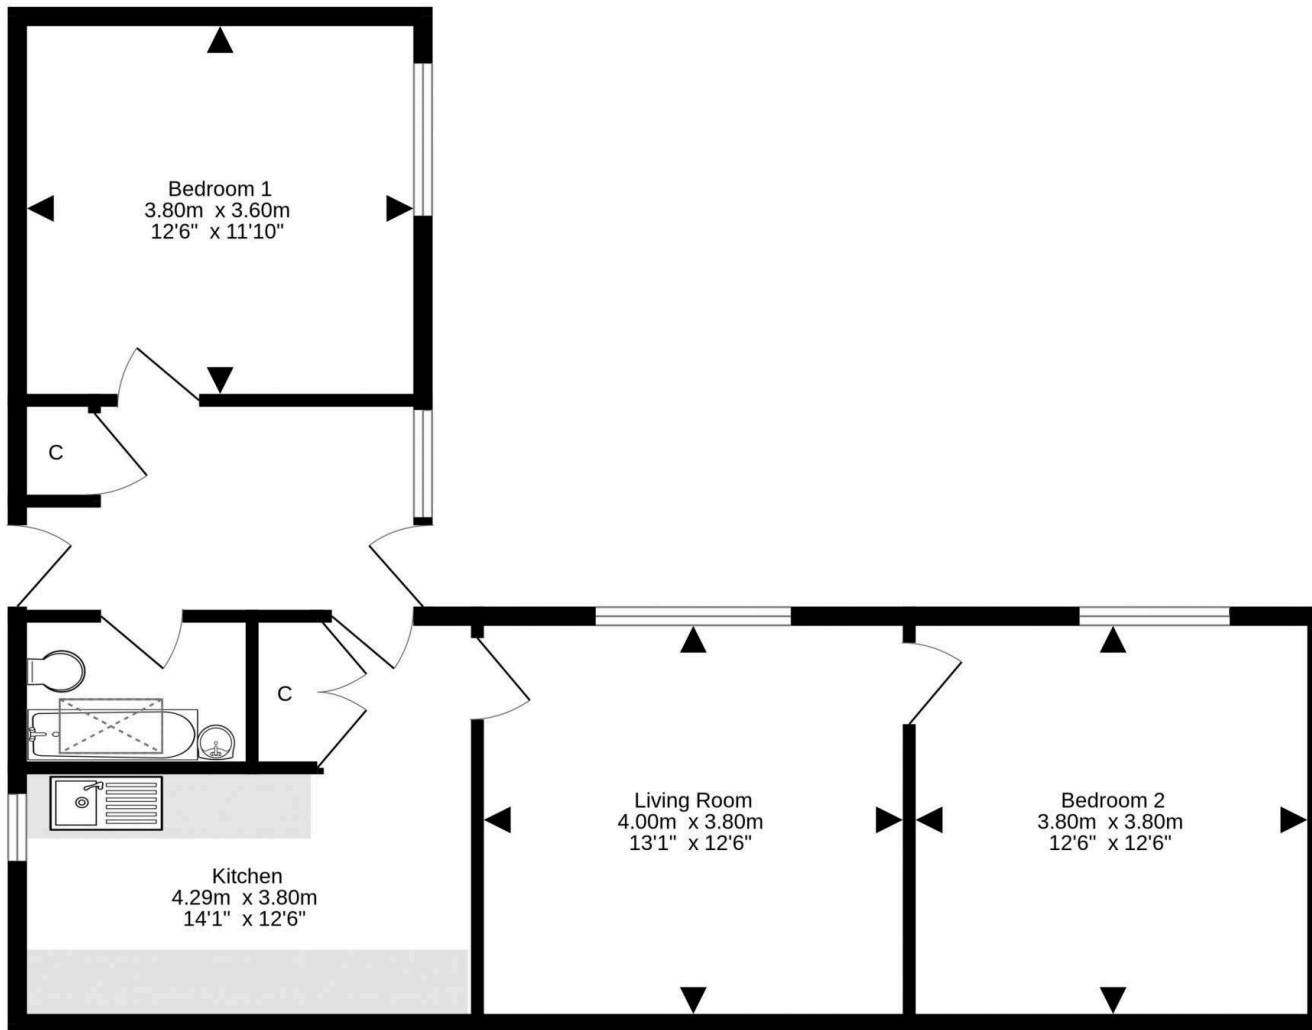 Bedroom 1
3.80m x 3.60m
12'6" x 11'10"
C
C
Kitchen
4.29m x 3.80m
14'1" x 12'6"
Living Room
4.00m x 3.80m
13'1" x 12'6"
Bedroom 2
3.80m x 3.80m
12'6" x 12'6"